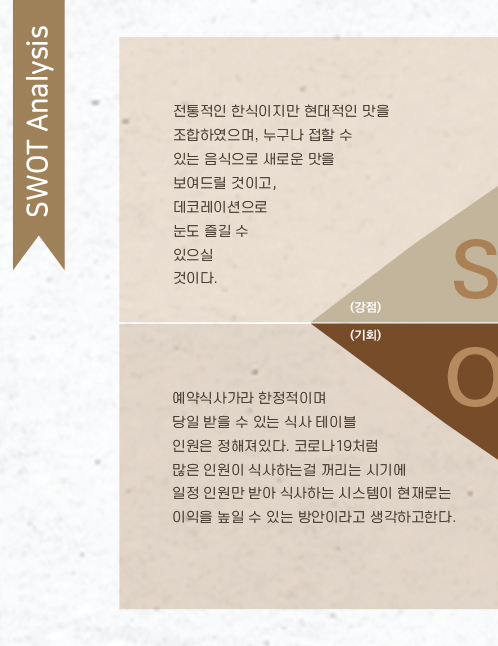 SWOT Analysis
전통적인 한식이지만 현대적인 맛을
조합하였으며, 누구나 접할 수
있는 음식으로 새로운 맛을
보여드릴 것이고,
데코레이션으로
눈도 즐길 수
있으실
것이다.
S
(강점)
(기회)
O
예약식사가라 한정적이며
당일 받을 수 있는 식사 테이블
인원은 정해져있다. 코로나19처럼
많은 인원이 식사하는걸 꺼리는 시기에
일정 인원만 받아 식사하는 시스템이 현재로는
이익을 높일 수 있는 방안이라고 생각하고한다.